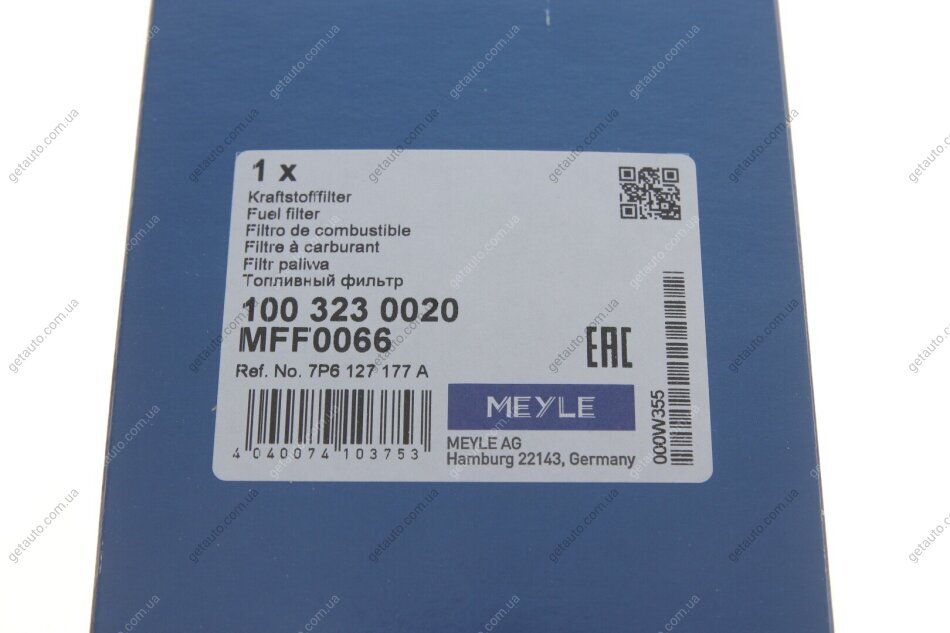 1 x
Kraftstofffilter
Fuel filter
Filtro de combustible
Filtre à carburant
Filtr paliwa
Топливный фильтр
100 323 0020
MFF0066
Ref. No. 7P6 127 177 A
EAC
MEYLE
MEYLE AG
Hamburg 22143, Germany
4 040074 103753
000W355
getauto.com.ua